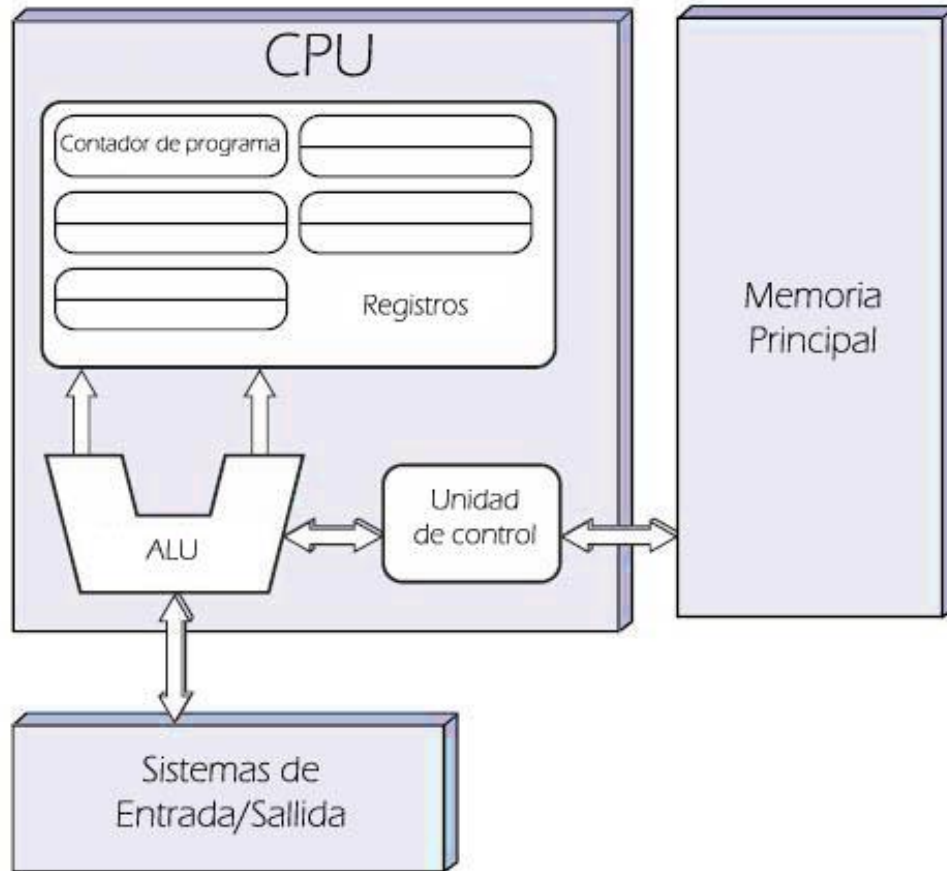 CPU
Contador de programa
Registros
Memoria
Principal
ALU
Unidad
de control
Sistemas de
Entrada/Sallida